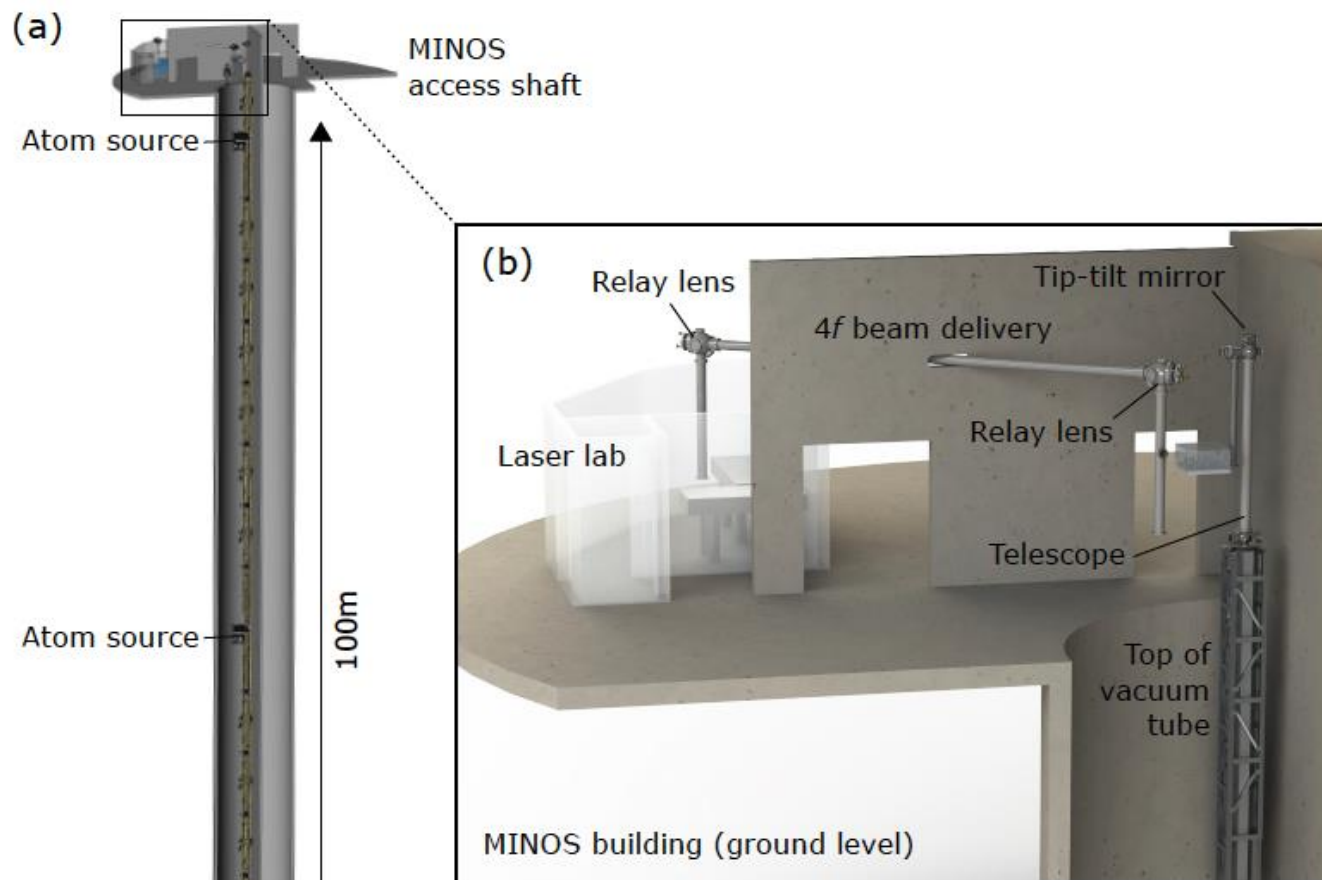 (a)
MINOS
access shaft
Atom source
Atom source
100m
(b)
Relay lens
Tip-tilt mirror
4f beam delivery
Relay lens
Laser lab
Telescope
Top of
vacuum
tube
MINOS building (ground level)